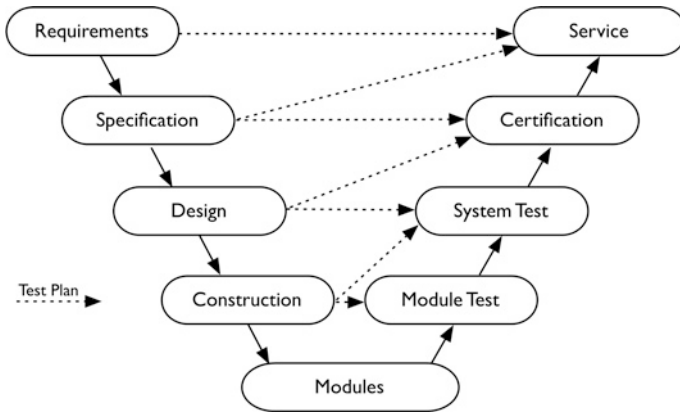 Requirements
Service
Specification
Certification
Design
System Test
Test Plan
Construction
Module Test
Modules